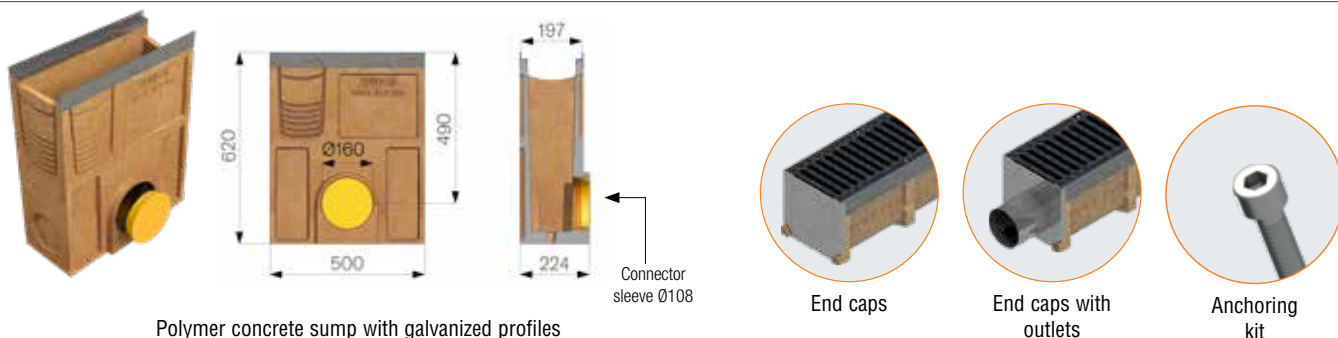 197
620
490
Ø160
500
224
Connector
sleeve Ø108
Polymer concrete sump with galvanized profiles
End caps
End caps with
outlets
Anchoring
kit